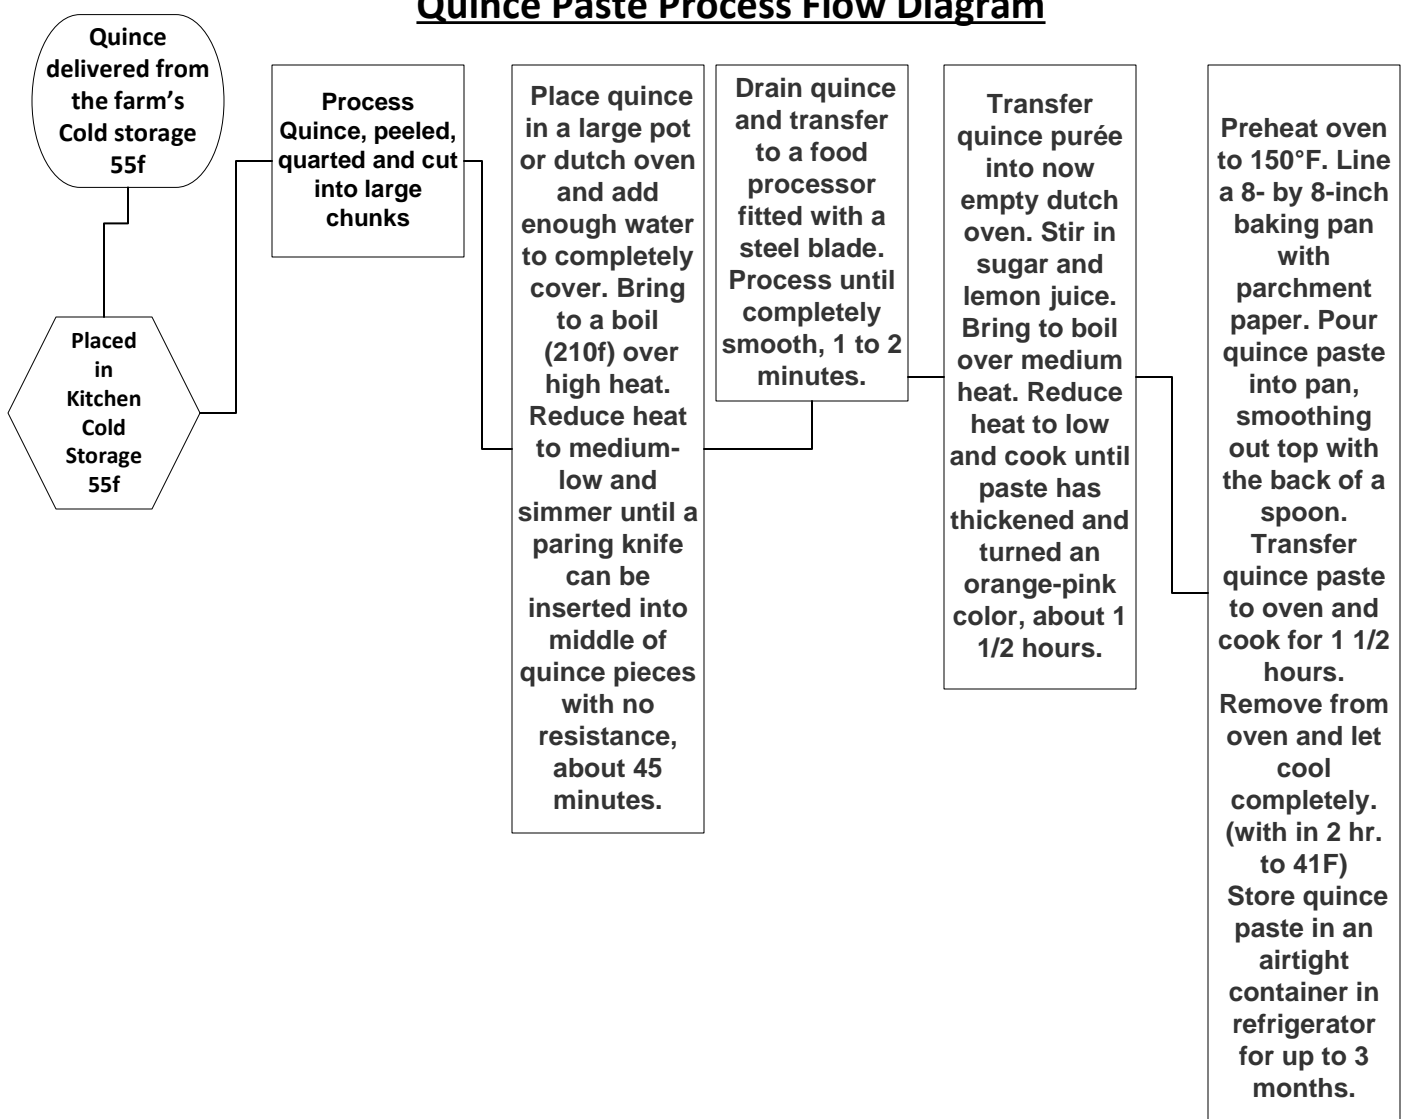 Quince Paste Process Flow Diagram
Quince
delivered from
the farm's
Cold storage
55f
Placed
in
Kitchen
Cold
Storage
55f
Process
Quince, peeled,
quarted and cut
into large
chunks
Place quince
in a large pot
or dutch oven
and add
enough water
to completely
cover. Bring
to a boil
(210f) over
high heat.
Reduce heat
to medium-
low and
simmer until a
paring knife
can be
inserted into
middle of
quince pieces
with no
resistance,
about 45
minutes.
Drain quince
and transfer
to a food
processor
fitted with a
steel blade.
Process until
completely
smooth, 1 to 2
minutes.
Transfer
quince purée
into now
empty dutch
oven. Stir in
sugar and
lemon juice.
Bring to boil
over medium
heat. Reduce
heat to low
and cook until
paste has
thickened and
turned an
orange-pink
color, about 1
1/2 hours.
Preheat oven
to 150°F. Line
a 8- by 8-inch
baking pan
with
parchment
paper. Pour
quince paste
into pan,
smoothing
out top with
the back of a
spoon.
Transfer
quince paste
to oven and
cook for 1 1/2
hours.
Remove from
oven and let
cool
completely.
(with in 2 hr.
to 41F)
Store quince
paste in an
airtight
container in
refrigerator
for up to 3
months.